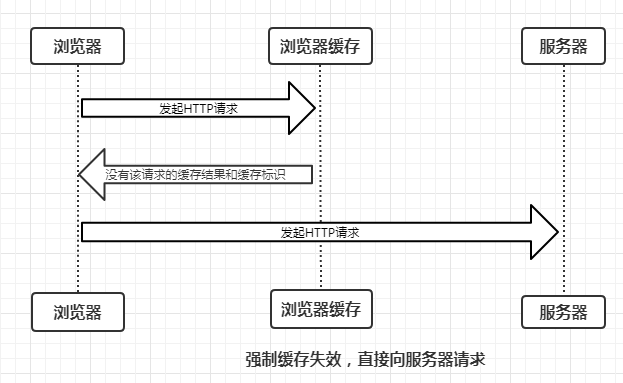 浏览器
浏览器缓存
服务器
发起HTTP请求
没有该请求的缓存结果和缓存标识
发起HTTP请求
浏览器
浏览器缓存
服务器
强制缓存失效，直接向服务器请求